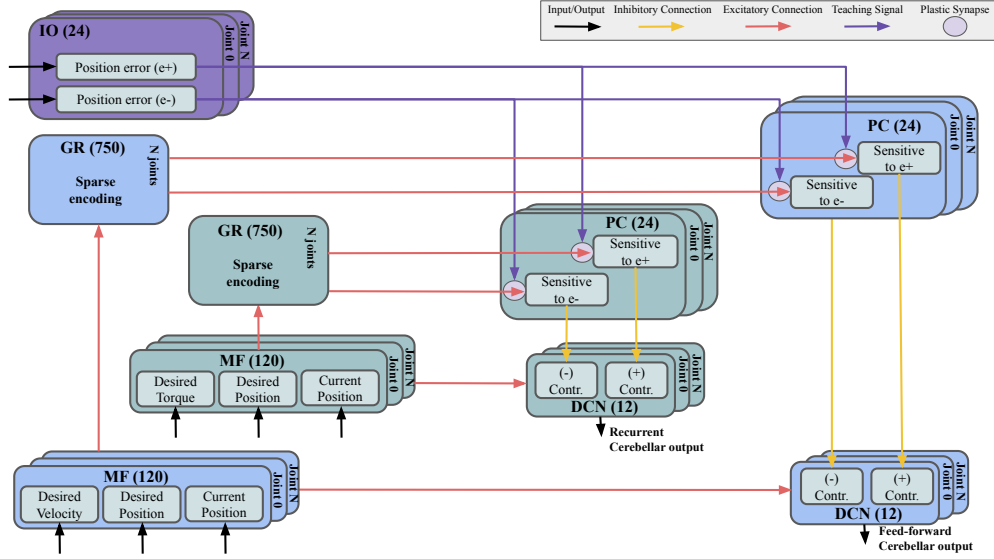 Input/Output Inhibitory Connection Excitatory Connection Teaching Signal Plastic Synapse
IO (24)
Joint 0
Joint N
Position error (e+)
Position error (e-)
GR (750)
N joints
Sparse
encoding
PC (24)
Joint 0
Joint N
Sensitive
to e+
Sensitive
to e-
GR (750)
N joints
Sparse
encoding
PC (24)
Joint 0
Joint N
Sensitive
to e+
Sensitive
to e-
MF (120)
Joint 0
Joint N
Desired
Torque
Desired
Position
Current
Position
(-)
Contr.
(+)
Contr.
DCN (12)
Joint 0
Joint N
Recurrent
Cerebellar output
MF (120)
Joint 0
Joint N
Desired
Velocity
Desired
Position
Current
Position
(-)
Contr.
(+)
Contr.
DCN (12)
Joint 0
Joint N
Feed-forward
Cerebellar output